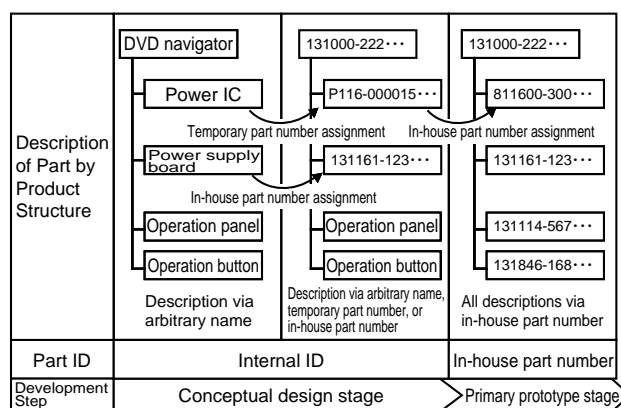 Description
of Part by
Product
Structure
DVD navigator
Power IC
Power supply
board
Operation panel
Operation button
Description via
arbitrary name
131000-222···
P116-000015···
Temporary part number assignment
131161-123···
In-house part number assignment
Operation panel
Operation button
Description via arbitrary name,
temporary part number, or
in-house part number
131000-222···
811600-300···
In-house part number assignment
131161-123···
131114-567···
131846-168···
All descriptions via
in-house part number
Part ID
Internal ID
In-house part number
Development
Step
Conceptual design stage
Primary prototype stage